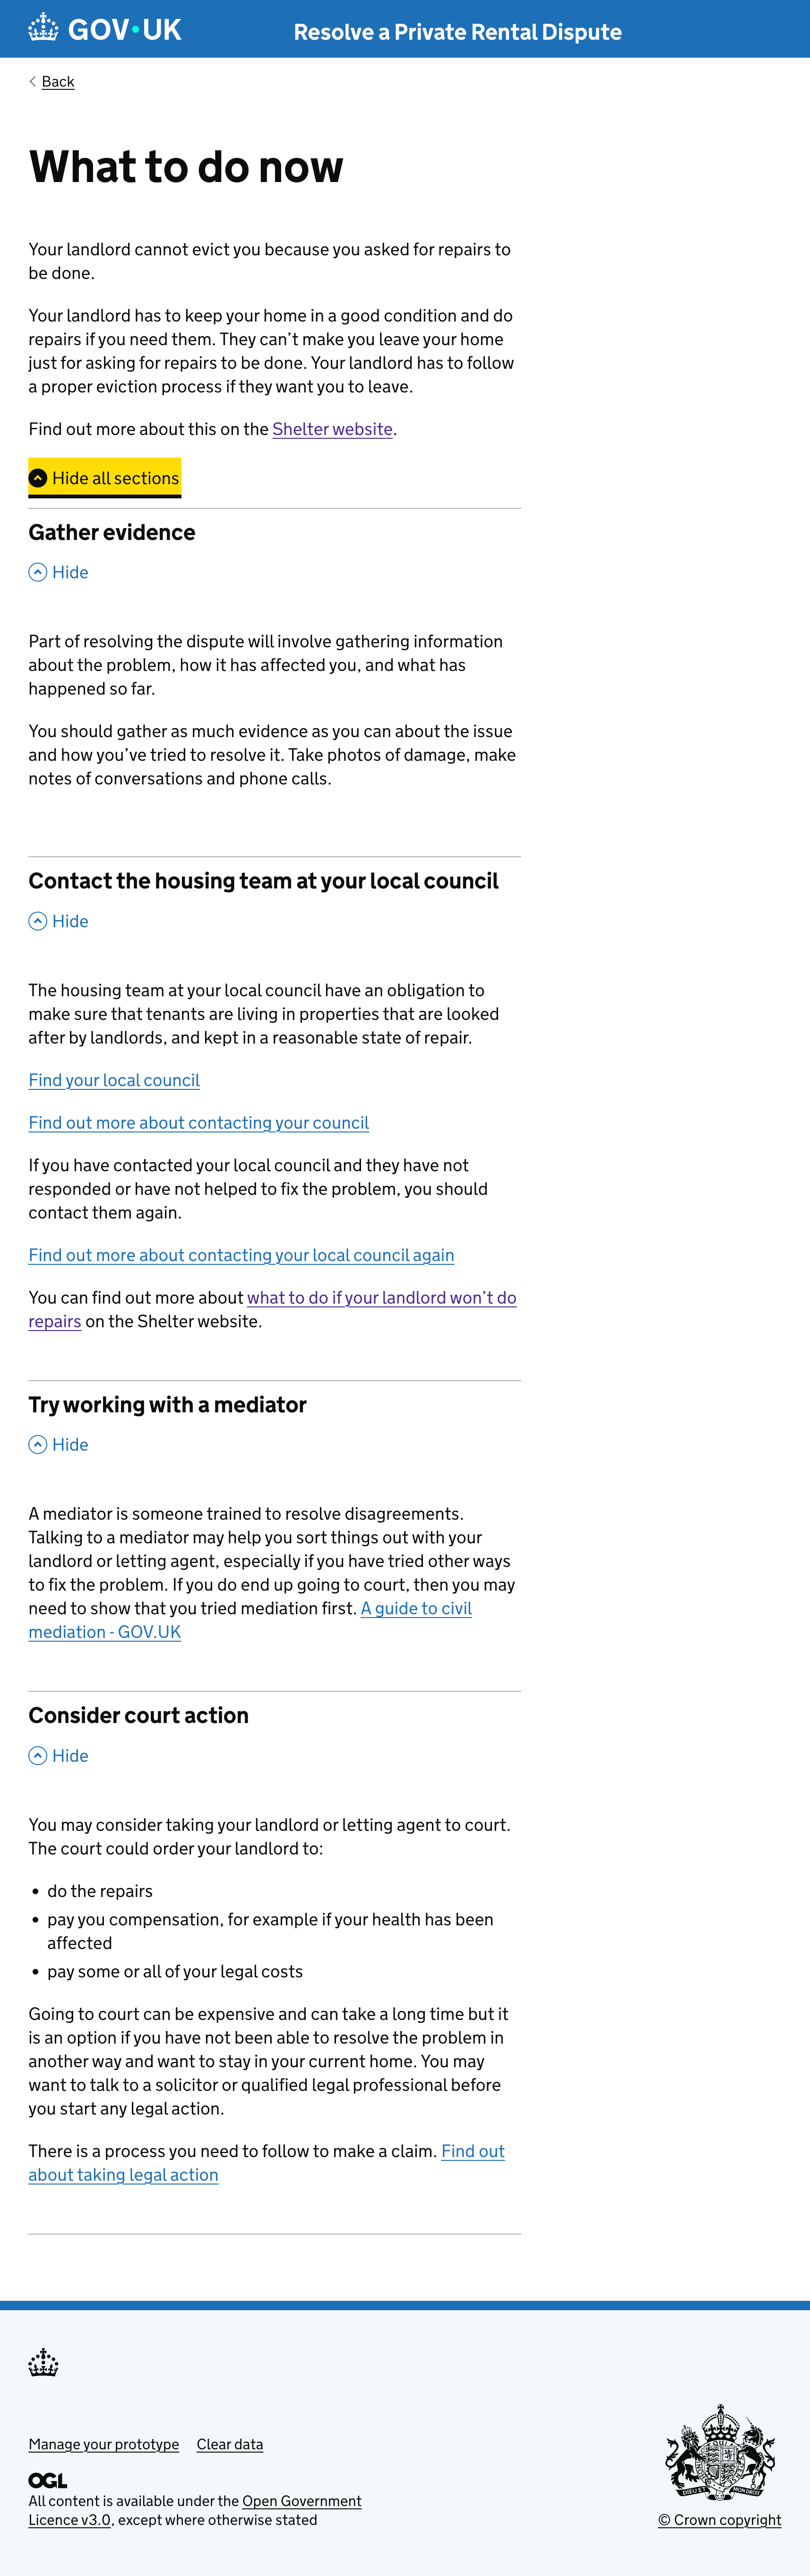 GOV•UK
Resolve a Private Rental Dispute
Back
What to do now
Your landlord cannot evict you because you asked for repairs to
be done.
Your landlord has to keep your home in a good condition and do
repairs if you need them. They can’t make you leave your home
just for asking for repairs to be done. Your landlord has to follow
a proper eviction process if they want you to leave.
Find out more about this on the Shelter website.
Hide all sections
Gather evidence
Hide
Part of resolving the dispute will involve gathering information
about the problem, how it has affected you, and what has
happened so far.
You should gather as much evidence as you can about the issue
and how you’ve tried to resolve it. Take photos of damage, make
notes of conversations and phone calls.
Contact the housing team at your local council
Hide
The housing team at your local council have an obligation to
make sure that tenants are living in properties that are looked
after by landlords, and kept in a reasonable state of repair.
Find your local council
Find out more about contacting your council
If you have contacted your local council and they have not
responded or have not helped to fix the problem, you should
contact them again.
Find out more about contacting your local council again
You can find out more about what to do if your landlord won’t do
repairs on the Shelter website.
Try working with a mediator
Hide
A mediator is someone trained to resolve disagreements.
Talking to a mediator may help you sort things out with your
landlord or letting agent, especially if you have tried other ways
to fix the problem. If you do end up going to court, then you may
need to show that you tried mediation first. A guide to civil
mediation - GOV.UK
Consider court action
Hide
You may consider taking your landlord or letting agent to court.
The court could order your landlord to:
• do the repairs
• pay you compensation, for example if your health has been
affected
• pay some or all of your legal costs
Going to court can be expensive and can take a long time but it
is an option if you have not been able to resolve the problem in
another way and want to stay in your current home. You may
want to talk to a solicitor or qualified legal professional before
you start any legal action.
There is a process you need to follow to make a claim. Find out
about taking legal action
Manage your prototype Clear data
OGL
All content is available under the Open Government
Licence v3.0, except where otherwise stated
DIEU ET MON DROIT
© Crown copyright